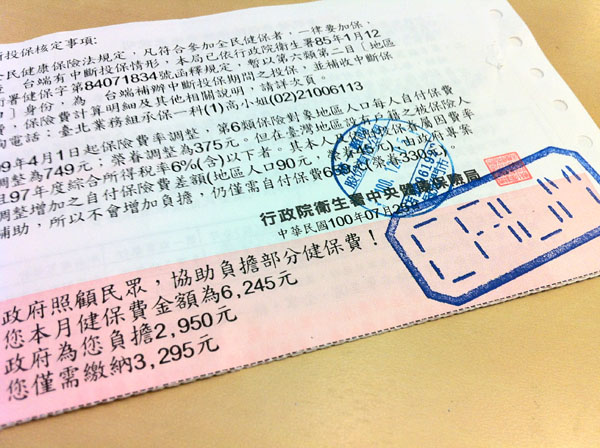 斷投保核定事項:
民健康保險法規定,凡符合參加全民健保者,一律要加保,
台端有中斷投保情形,本局已依行政院衛生署85年1月12
署健保字第84071834號函釋規定,暫以第六類第二目〔地區
〕身份,為 台端補辦中斷投保期間之投保,並補收中斷保
費,保險費計算明細及其他相關說明,請詳次頁。
詢電話:臺北業務組承保一科(1)高小姐(02)21006113
99年4月1日起保險費率調整,第6類保險對象地區人口每人自付保費
調整為749元;榮眷調整為375元。但在臺灣地區設有
且97年度綜合所得稅率6%(含)以下者。其本人
調整增加之自付保險費差額(地區人口90元,
補助,所以不會增加負擔,仍僅需自付保費
行政院衛生署中央健康保險局
中華民國100年07月
政府照顧民眾,協助負擔部分健保費!
您本月健保費金額為6,245元
政府為您負擔2,950元
您僅需繳納3,295元